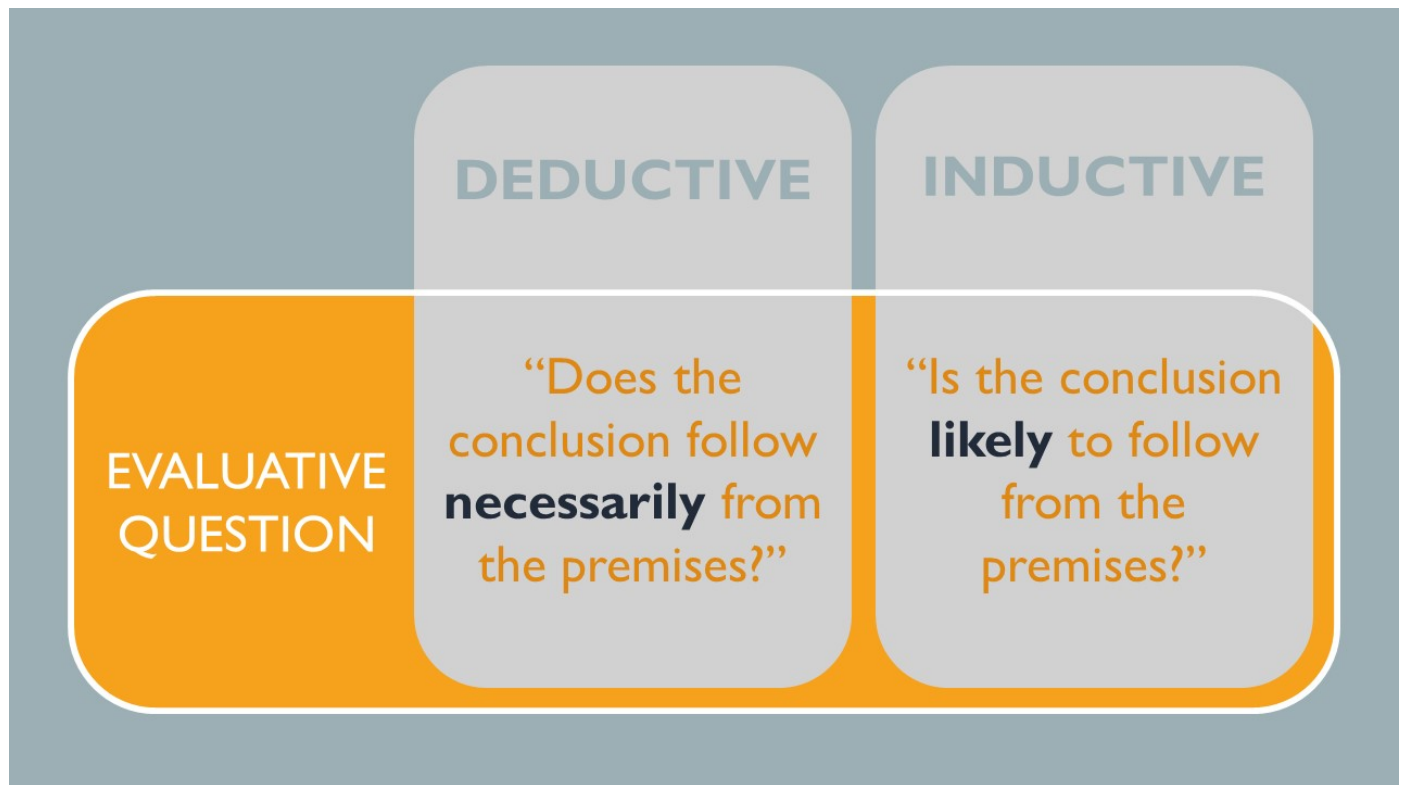 DEDUCTIVE
INDUCTIVE
EVALUATIVE
QUESTION
“Does the
conclusion follow
necessarily from
the premises?”
“Is the conclusion
likely to follow
from the
premises?”